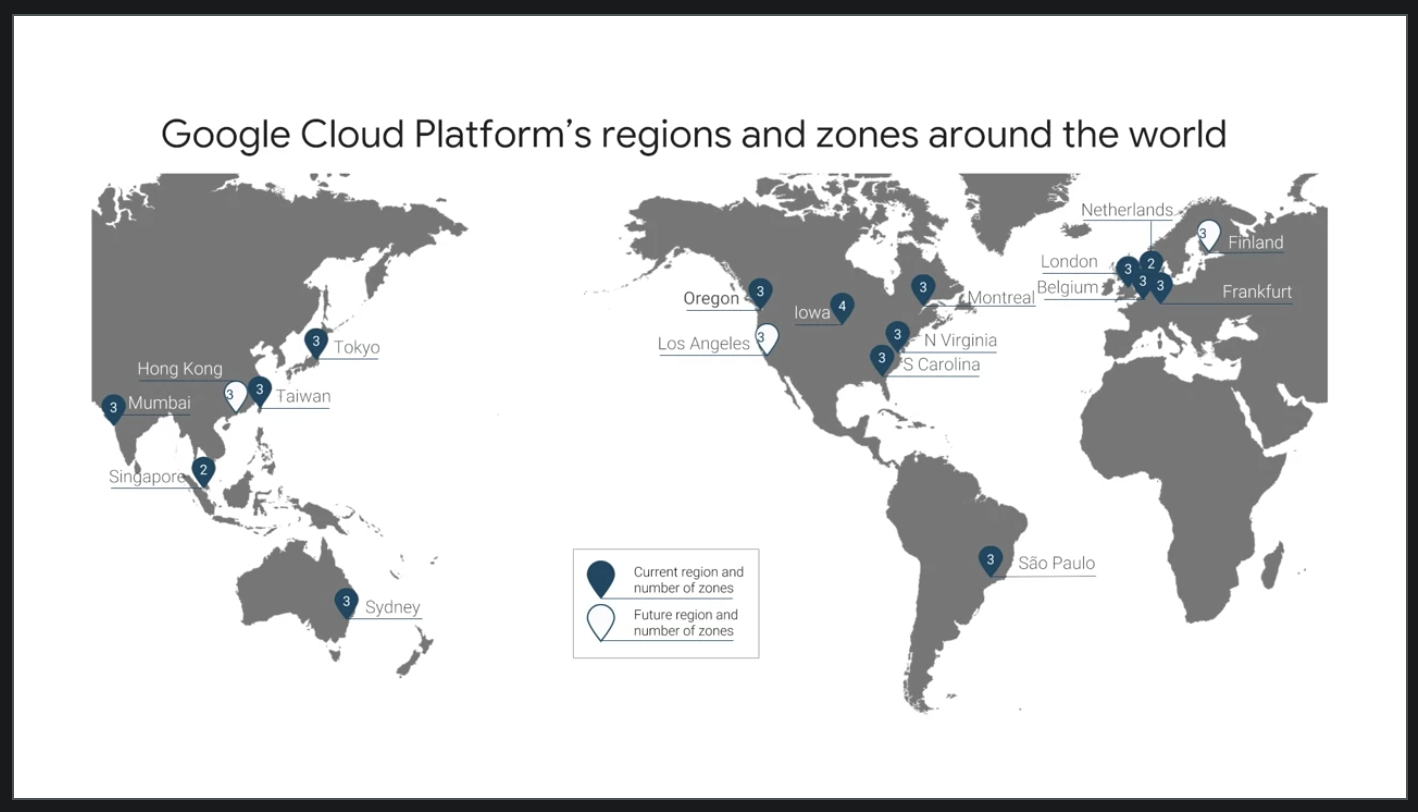 Google Cloud Platform’s regions and zones around the world
3
Tokyo
Hong Kong
3
3
Taiwan
3
Mumbai
Singapore
2
3
Sydney
Oregon
3
Los Angeles
3
Iowa
4
3
Montreal
3
N Virginia
3
S Carolina
3
São Paulo
Netherlands
2
3
Finland
London
3
Belgium
3
3
Frankfurt
Current region and
number of zones
Future region and
number of zones